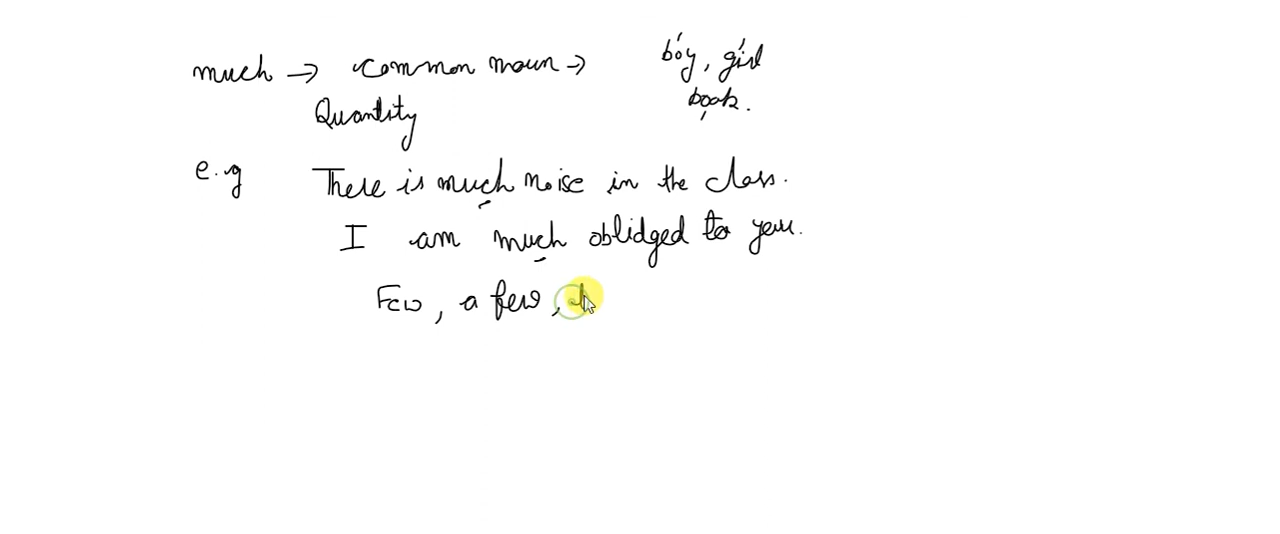 much → common noun → boy, girl
Quantity book.
e.g There is much noise in the class.
I am much oblidged to you.
Few, a few,